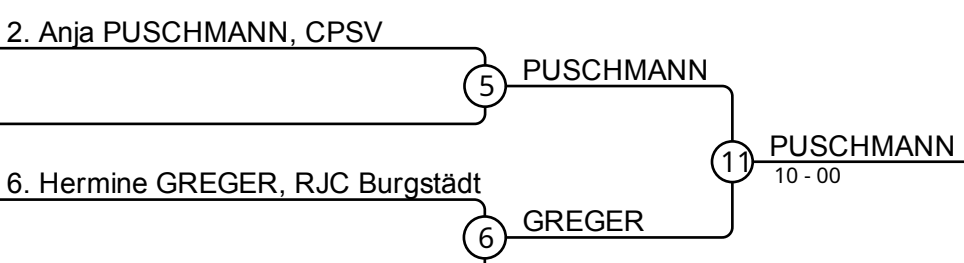 2. Anja PUSCHMANN, CPSV
5
PUSCHMANN
11
PUSCHMANN
10 - 00
6. Hermine GREGER, RJC Burgstädt
6
GREGER